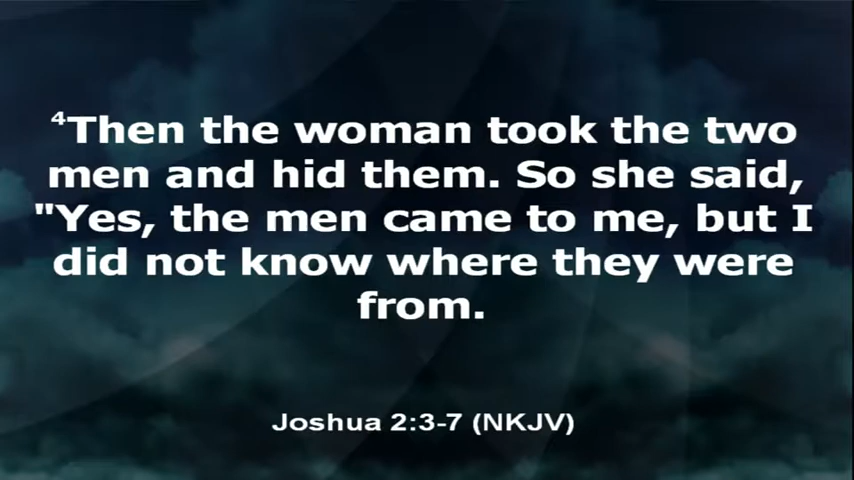 ⁴Then the woman took the two
men and hid them. So she said,
"Yes, the men came to me, but I
did not know where they were
from.
Joshua 2:3-7 (NKJV)